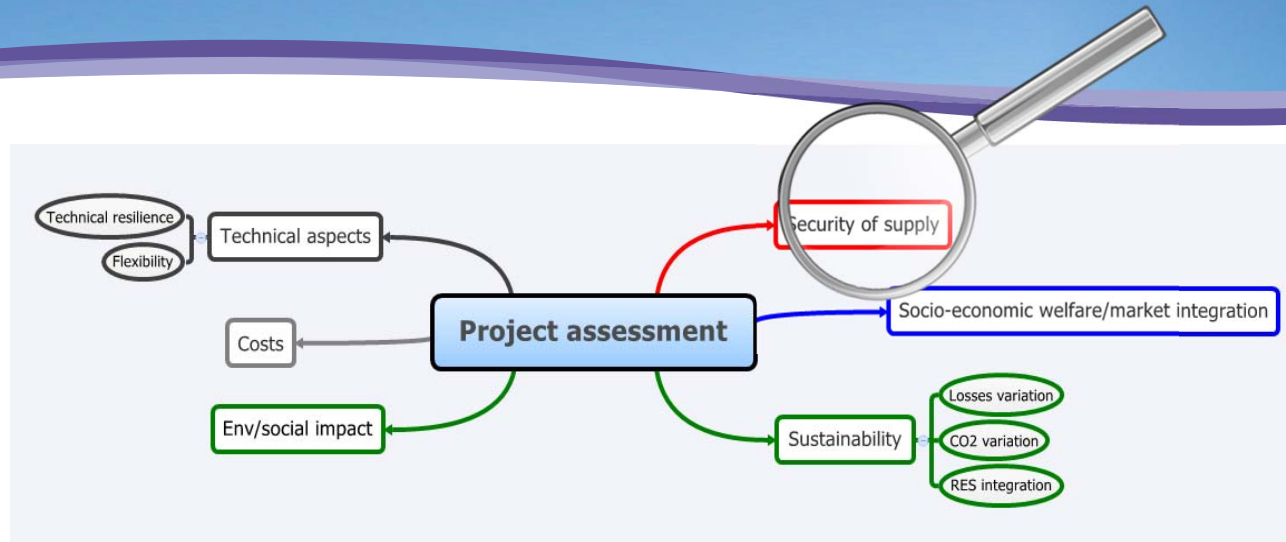 Technical resilience
Flexibility
Technical aspects
Costs
Env/social impact
Project assessment
Security of supply
Socio-economic welfare/market integration
Sustainability
Losses variation
CO2 variation
RES integration